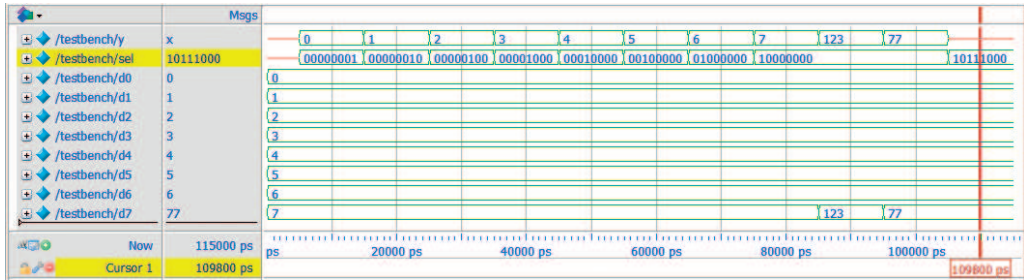 Msgs
/testbench/y x 0 1 2 3 4 5 6 7 123 77
/testbench/sel 10111000 00000001 00000010 00000100 00001000 00010000 00100000 01000000 10000000 10111000
/testbench/d0 0 0
/testbench/d1 1 1
/testbench/d2 2 2
/testbench/d3 3 3
/testbench/d4 4 4
/testbench/d5 5 5
/testbench/d6 6 6
/testbench/d7 77 7 123 77
Now 115000 ps ps 20000 ps 40000 ps 60000 ps 80000 ps 100000 ps
Cursor 1 109800 ps 109800 ps